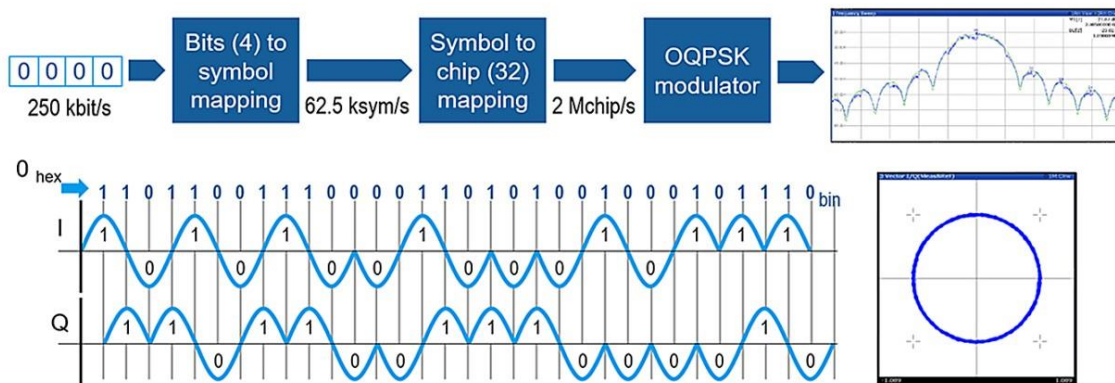 0 0 0 0
250 kbit/s
Bits (4) to
symbol
mapping
62.5 ksym/s
Symbol to
chip (32)
mapping
2 Mchip/s
OQPSK
modulator
0 hex
1 1 0 1 1 0 0 1 1 1 0 0 0 0 1 1 0 1 0 1 0 0 1 0 0 0 1 0 1 1 1 0 bin
I
1 0 1 0 1 0 0 1 0 0 0 1 0 1 1 1
Q
1 1 0 1 1 0 0 1 1 1 0 0 0 0 1 0